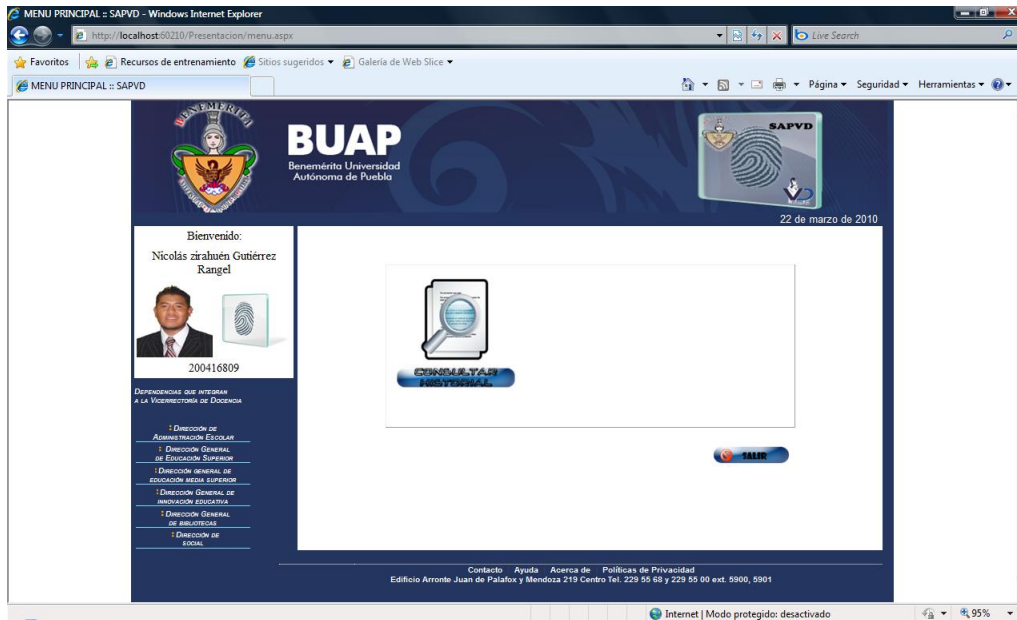 MENU PRINCIPAL :: SAPVD - Windows Internet Explorer
http://localhost:60210/Presentacion/menu.aspx
Live Search
Favoritos
Recursos de entrenamiento
Sitios sugeridos
Galería de Web Slice
MENU PRINCIPAL :: SAPVD
Página
Seguridad
Herramientas
BENEMERITA
BUAP
Benemérita Universidad
Autónoma de Puebla
SAPVD
VD
22 de marzo de 2010
Bienvenido:
Nicolás zirahuén Gutiérrez
Rangel
200416809
CONSULTAR
HISTORIAL
SALIR
DEPENDENCIAS QUE INTEGRAN
A LA VICERRECTORÍA DE DOCENCIA
DIRECCIÓN DE
ADMINISTRACIÓN ESCOLAR
DIRECCIÓN GENERAL
DE EDUCACIÓN SUPERIOR
DIRECCIÓN GENERAL DE
EDUCACIÓN MEDIA SUPERIOR
DIRECCIÓN GENERAL DE
INNOVACIÓN EDUCATIVA
DIRECCIÓN GENERAL
DE BIBLIOTECAS
DIRECCIÓN DE
SOCIAL
Contacto Ayuda Acerca de Políticas de Privacidad
Edificio Arronte Juan de Palafox y Mendoza 219 Centro Tel. 229 55 68 y 229 55 00 ext. 5900, 5901
Internet | Modo protegido: desactivado
95%